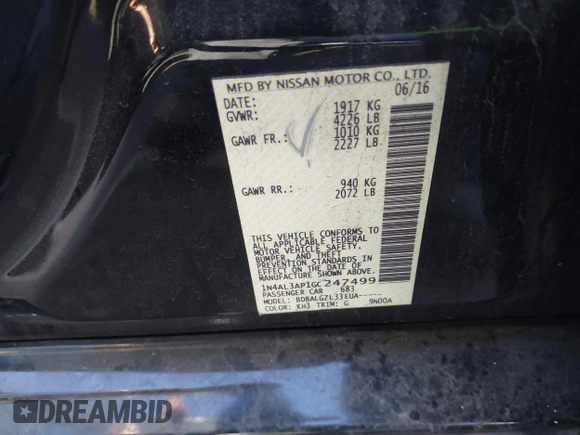 MFD BY NISSAN MOTOR CO., LTD.
DATE: 06/16
GVWR: 1917 KG
4226 LB
GAWR FR.: 1010 KG
2227 LB
GAWR RR.: 940 KG
2072 LB
THIS VEHICLE CONFORMS TO
ALL APPLICABLE FEDERAL
MOTOR VEHICLE SAFETY,
BUMPER, AND THEFT
PREVENTION STANDARDS IN
EFFECT ON THE DATE OF
MANUFACTURE SHOWN ABOVE.
1N4AL3AP1GC247499
PASSENGER CAR 683
MODEL: BDBALGZL33EUA-----
COLOR: KH3 TRIM: G 9N00A
DREAMBID